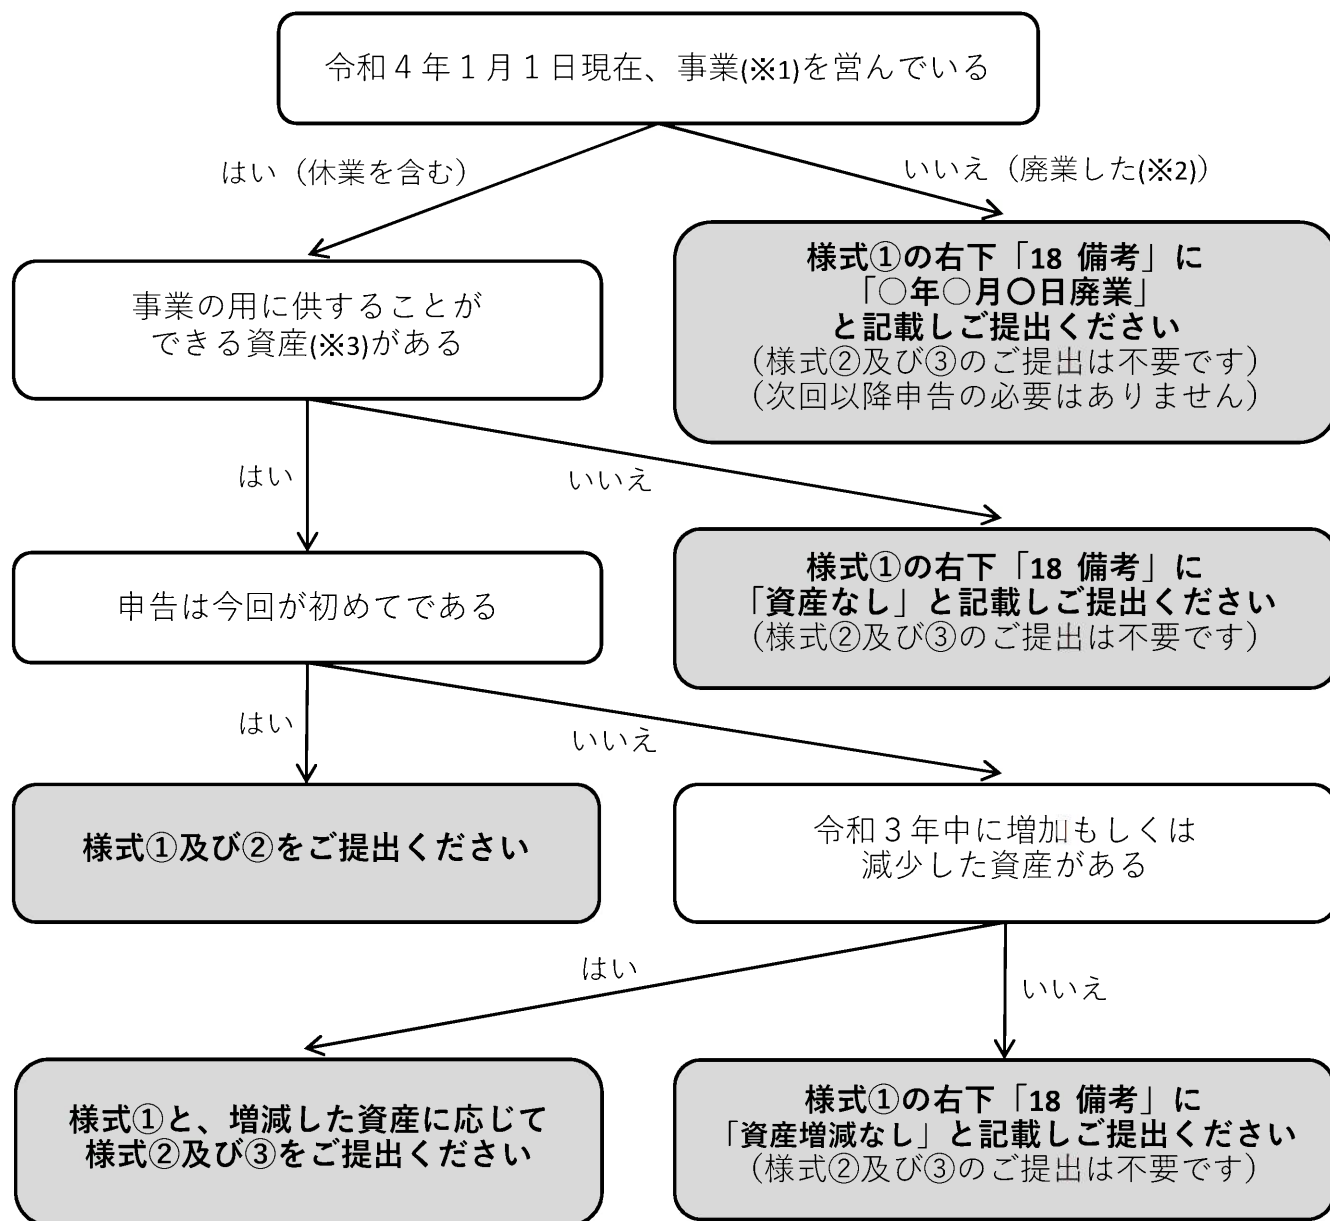 令和４年１月１日現在、事業(※1)を営んでいる
はい（休業を含む）
いいえ（廃業した(※2)）
様式①の右下「18 備考」に
「○年○月〇日廃業」
と記載しご提出ください
（様式②及び③のご提出は不要です）
（次回以降申告の必要はありません）
事業の用に供することが
できる資産(※3)がある
はい
いいえ
様式①の右下「18 備考」に
「資産なし」と記載しご提出ください
（様式②及び③のご提出は不要です）
申告は今回が初めてである
はい
いいえ
様式①及び②をご提出ください
令和３年中に増加もしくは
減少した資産がある
はい
いいえ
様式①と、増減した資産に応じて
様式②及び③をご提出ください
様式①の右下「18 備考」に
「資産増減なし」と記載しご提出ください
（様式②及び③のご提出は不要です）